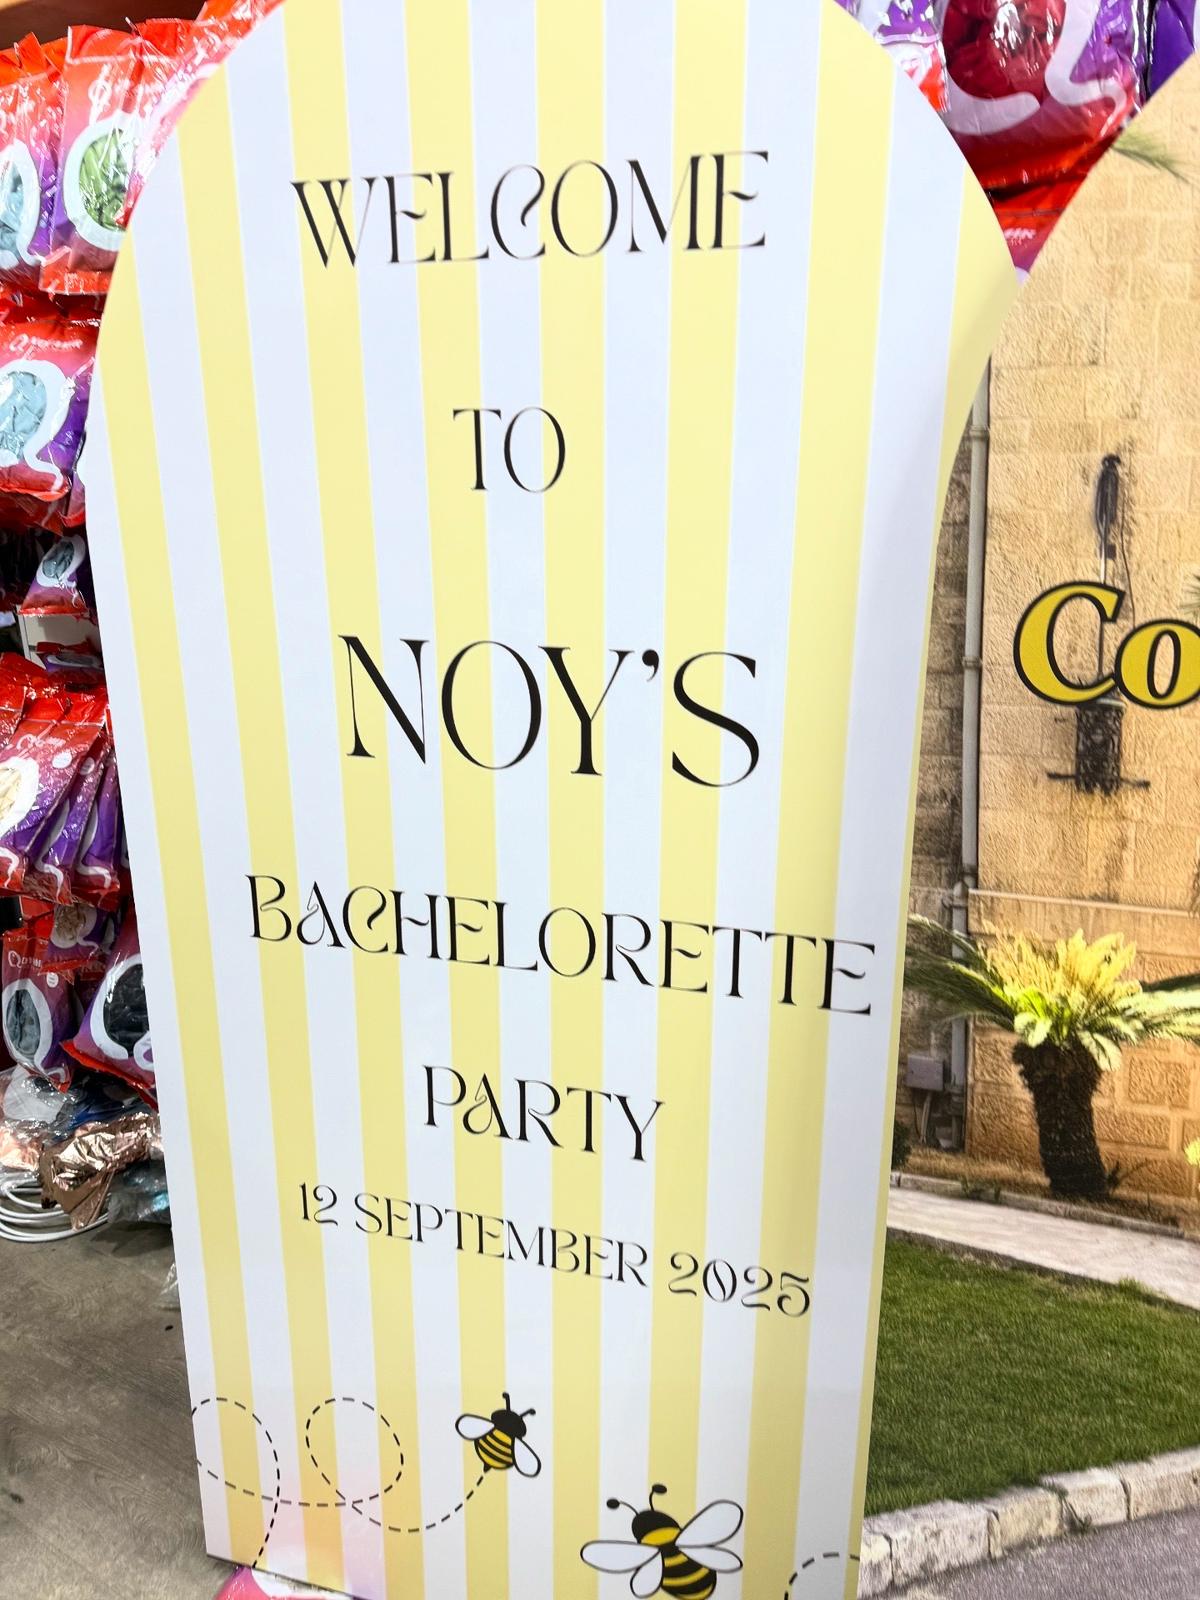 WELCOME
TO
NOY'S
BACHELORETTE
PARTY
12 SEPTEMBER 2025
Co